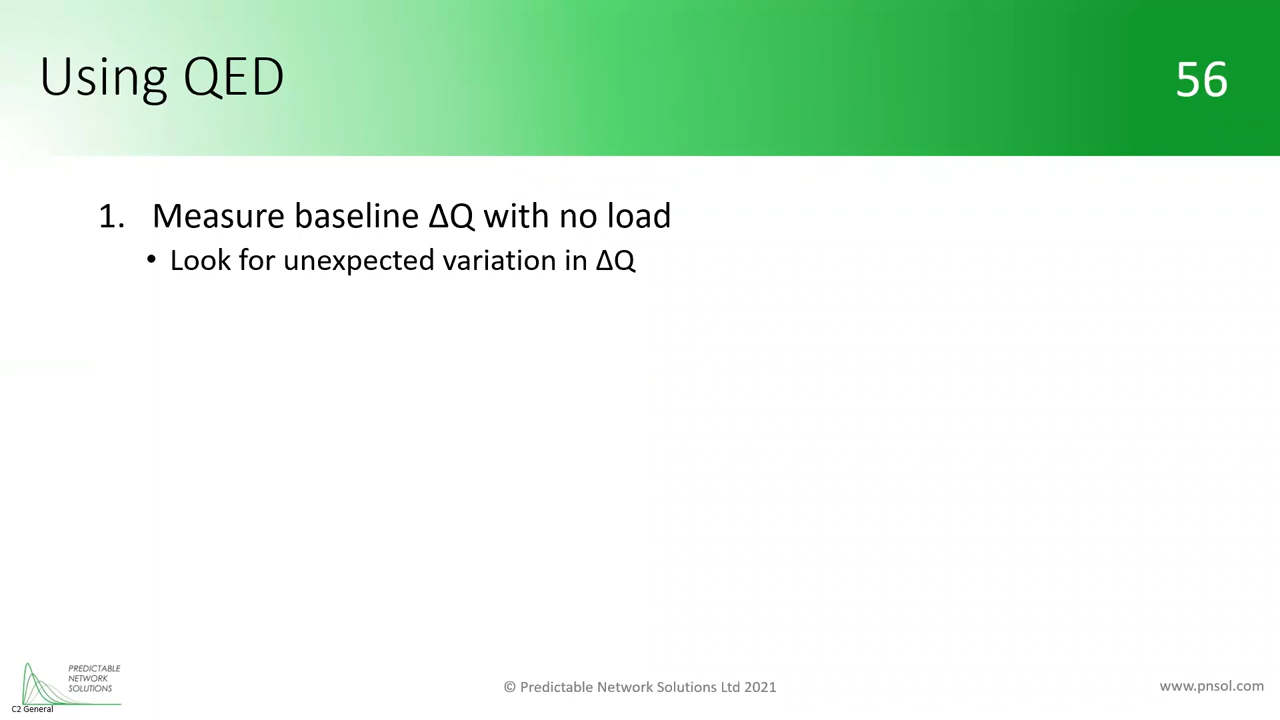 Using QED
56
1. Measure baseline ΔQ with no load
• Look for unexpected variation in ΔQ
PREDICTABLE
NETWORK
SOLUTIONS
C2 General
© Predictable Network Solutions Ltd 2021
www.pnsol.com